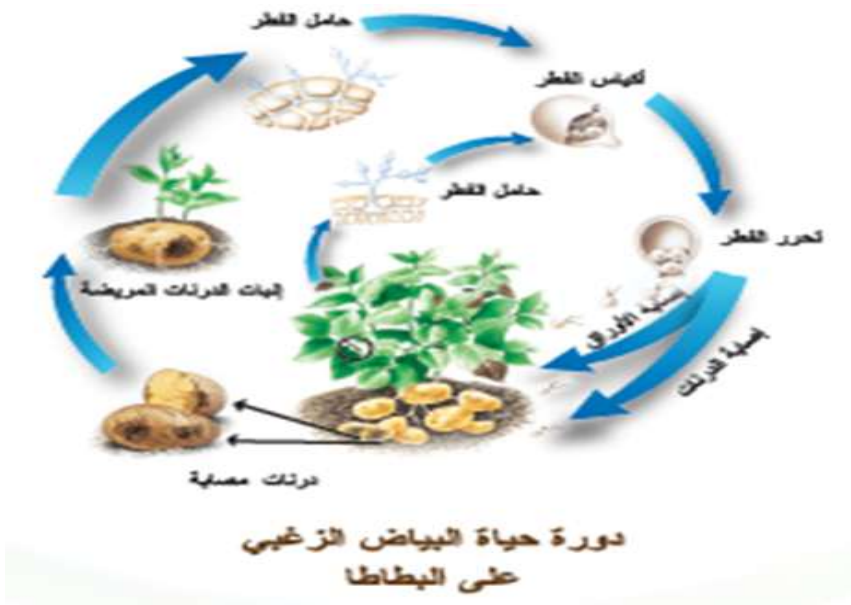 حامل الفطر
أكياس الفطر
حامل الفطر
تحرر الفطر
إنبات الدرنات المريضة
إصابة الأوراق
إصابة الدرنات
درنات مصابة
دورة حياة البياض الزغبي
على البطاطا